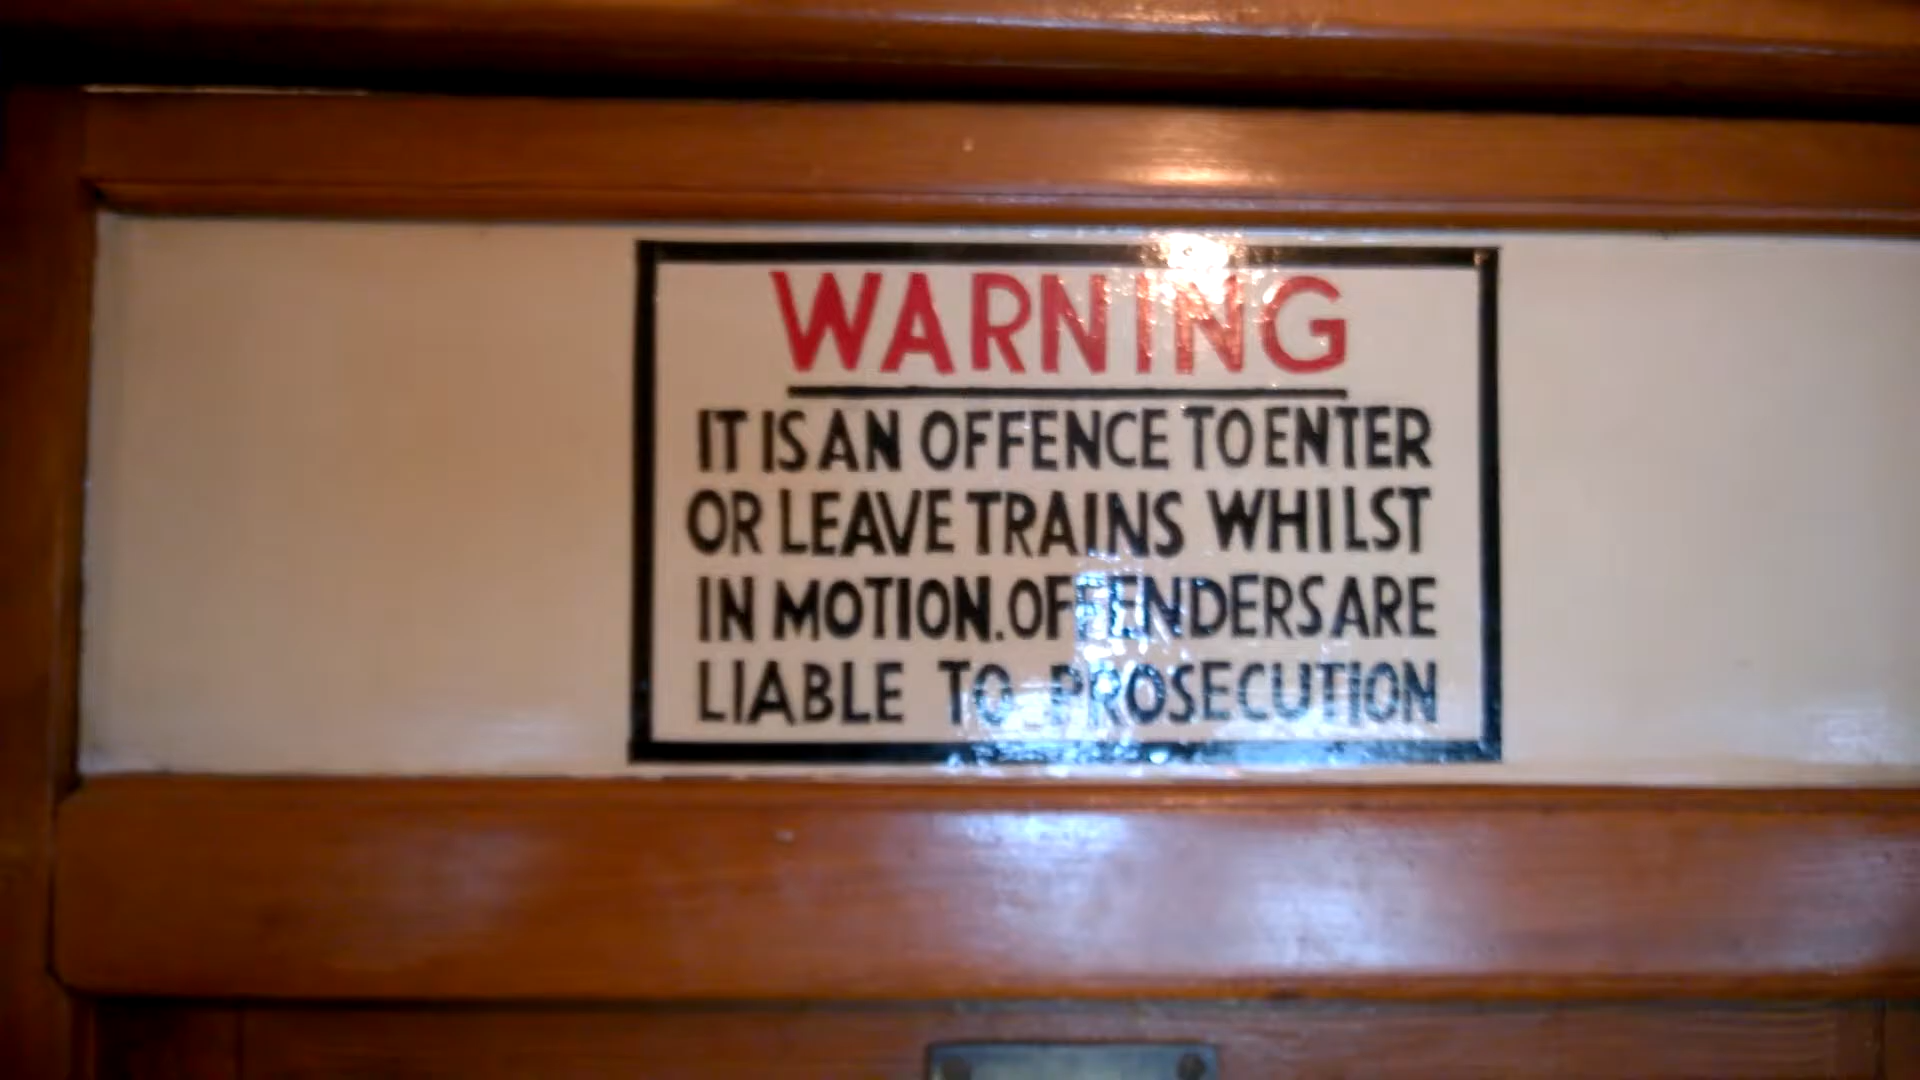 WARNING
IT IS AN OFFENCE TO ENTER
OR LEAVE TRAINS WHILST
IN MOTION. OFFENDERS ARE
LIABLE TO PROSECUTION